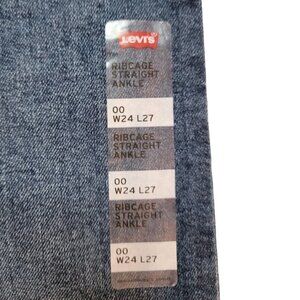 Levi's
RIBCAGE
STRAIGHT
ANKLE
00
W24 L27
RIBCAGE
STRAIGHT
ANKLE
00
W24 L27
RIBCAGE
STRAIGHT
ANKLE
00
W24 L27